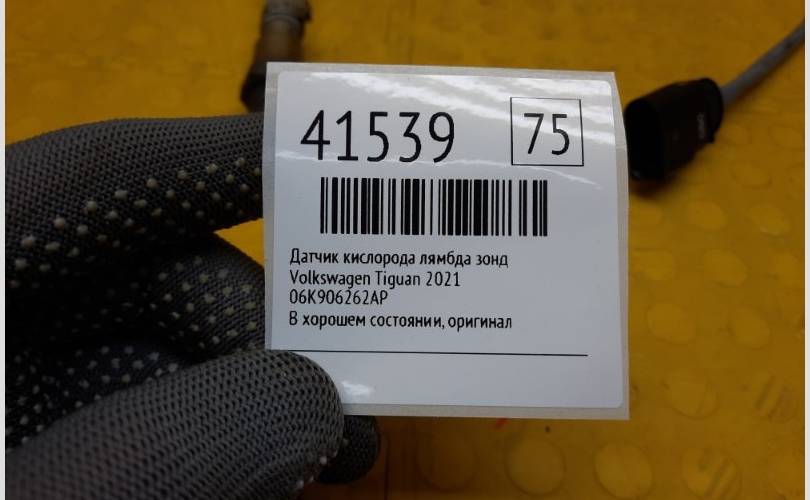 41539 75
Датчик кислорода лямбда зонд
Volkswagen Tiguan 2021
06K906262AP
В хорошем состоянии, оригинал